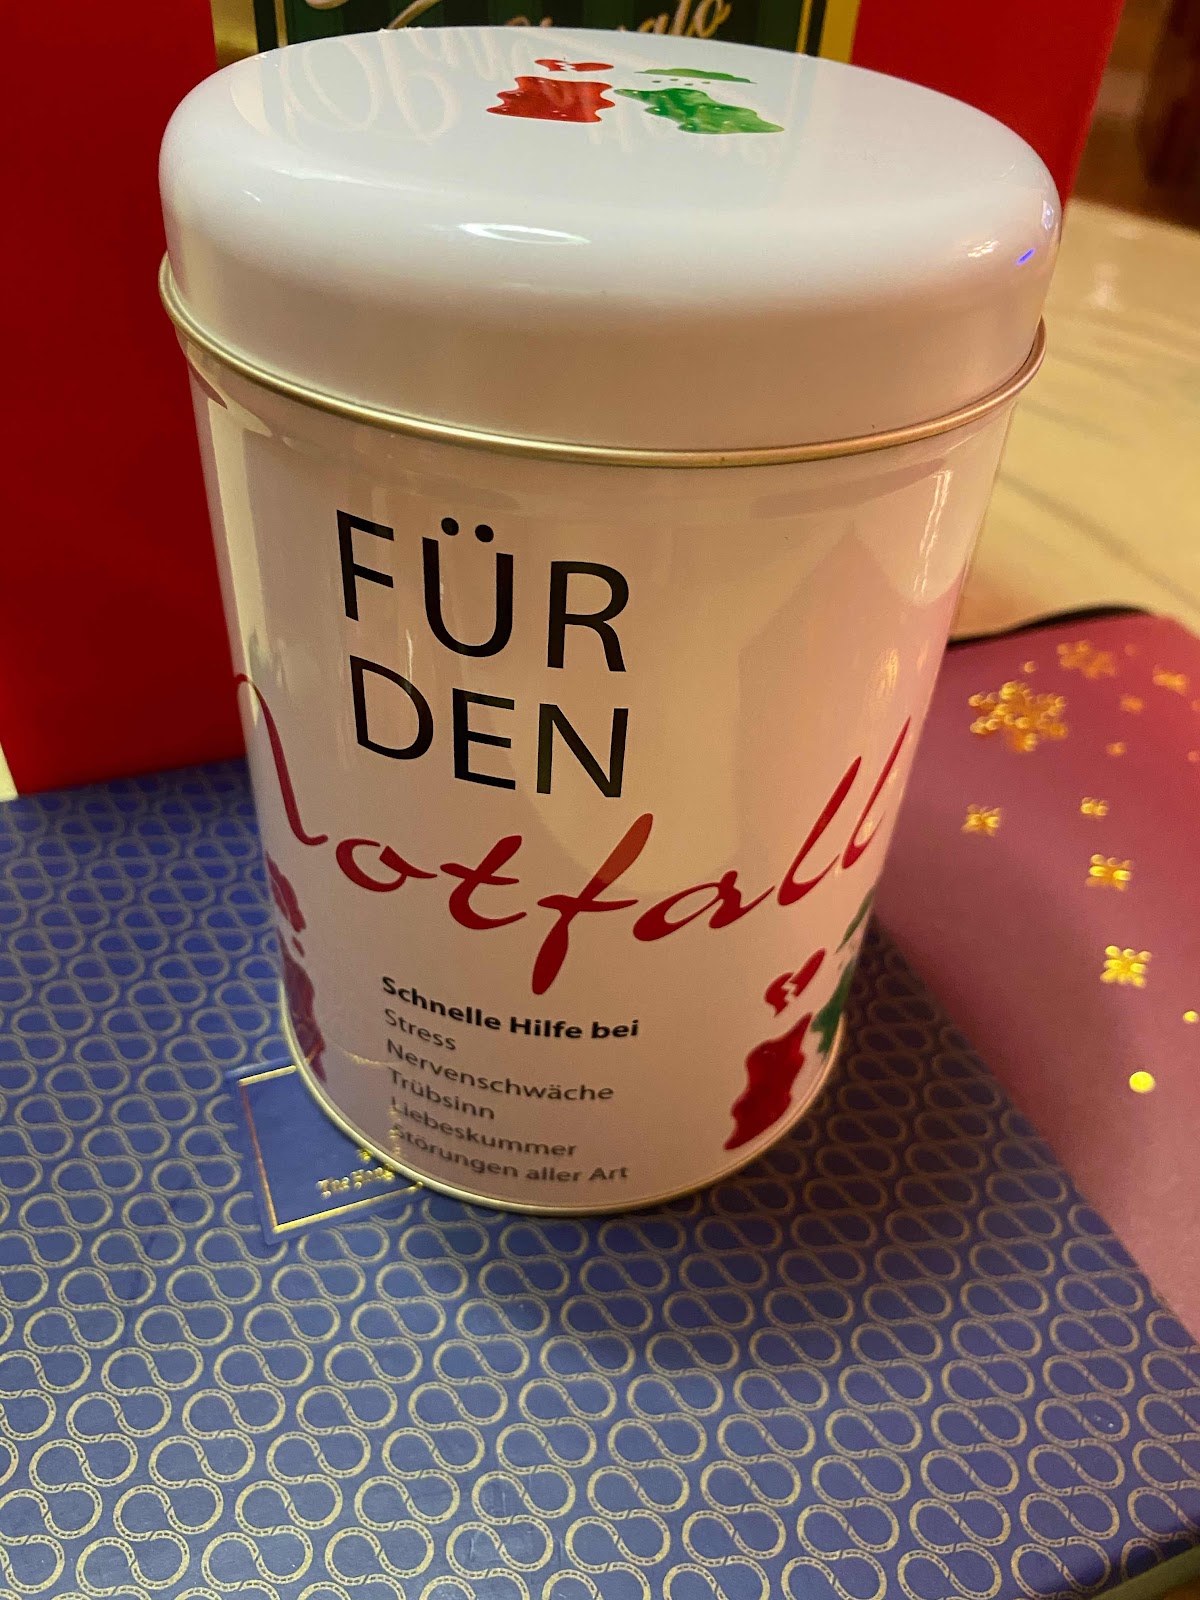 FÜR
DEN
Notfall
Schnelle Hilfe bei
Stress
Nervenschwäche
Trübsinn
Liebeskummer
Störungen aller Art